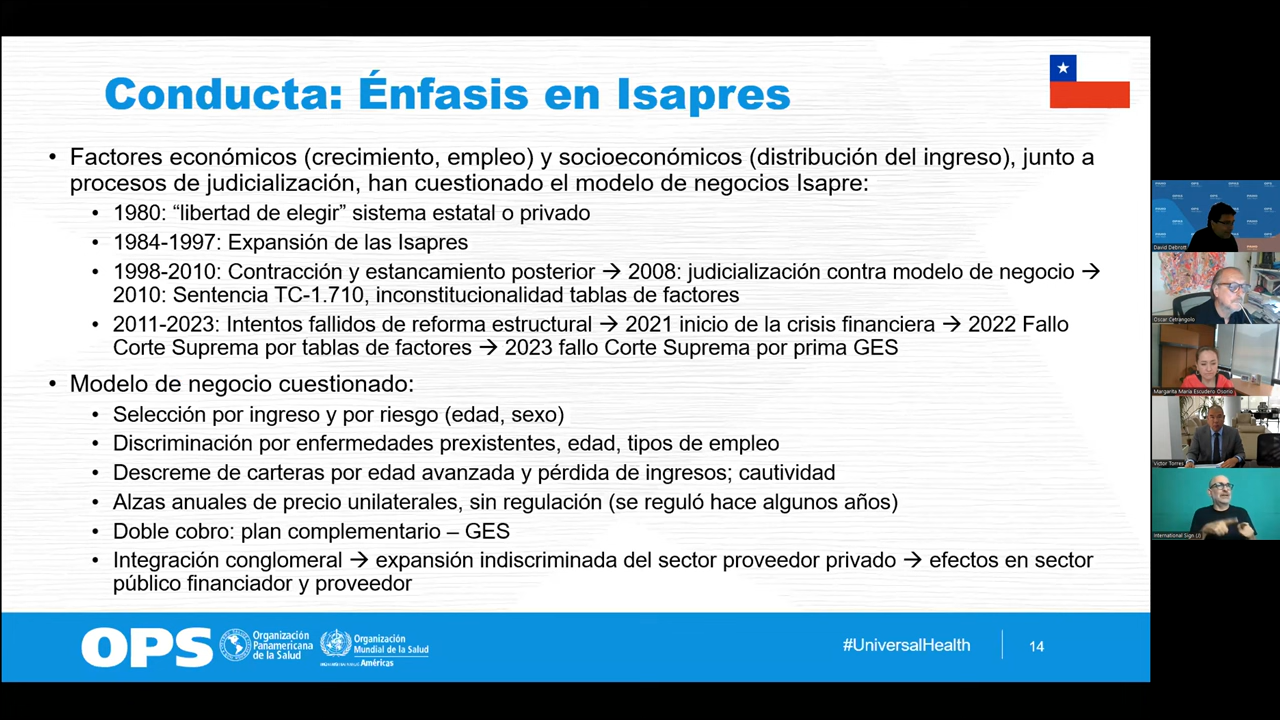 Conducta: Énfasis en Isapres
• Factores económicos (crecimiento, empleo) y socioeconómicos (distribución del ingreso), junto a
procesos de judicialización, han cuestionado el modelo de negocios Isapre:
• 1980: “libertad de elegir” sistema estatal o privado
• 1984-1997: Expansión de las Isapres
• 1998-2010: Contracción y estancamiento posterior → 2008: judicialización contra modelo de negocio →
2010: Sentencia TC-1.710, inconstitucionalidad tablas de factores
• 2011-2023: Intentos fallidos de reforma estructural → 2021 inicio de la crisis financiera → 2022 Fallo
Corte Suprema por tablas de factores → 2023 fallo Corte Suprema por prima GES
• Modelo de negocio cuestionado:
• Selección por ingreso y por riesgo (edad, sexo)
• Discriminación por enfermedades prexistentes, edad, tipos de empleo
• Descreme de carteras por edad avanzada y pérdida de ingresos; cautividad
• Alzas anuales de precio unilaterales, sin regulación (se reguló hace algunos años)
• Doble cobro: plan complementario – GES
• Integración conglomeral → expansión indiscriminada del sector proveedor privado → efectos en sector
público financiador y proveedor
OPS
Organización
Panamericana
de la Salud
Organización
Mundial de la Salud
Américas
#UniversalHealth
14
David Debrott
Oscar Cetrangolo
Margarita María Escudero Osorio
Victor Torres
International Sign (J)